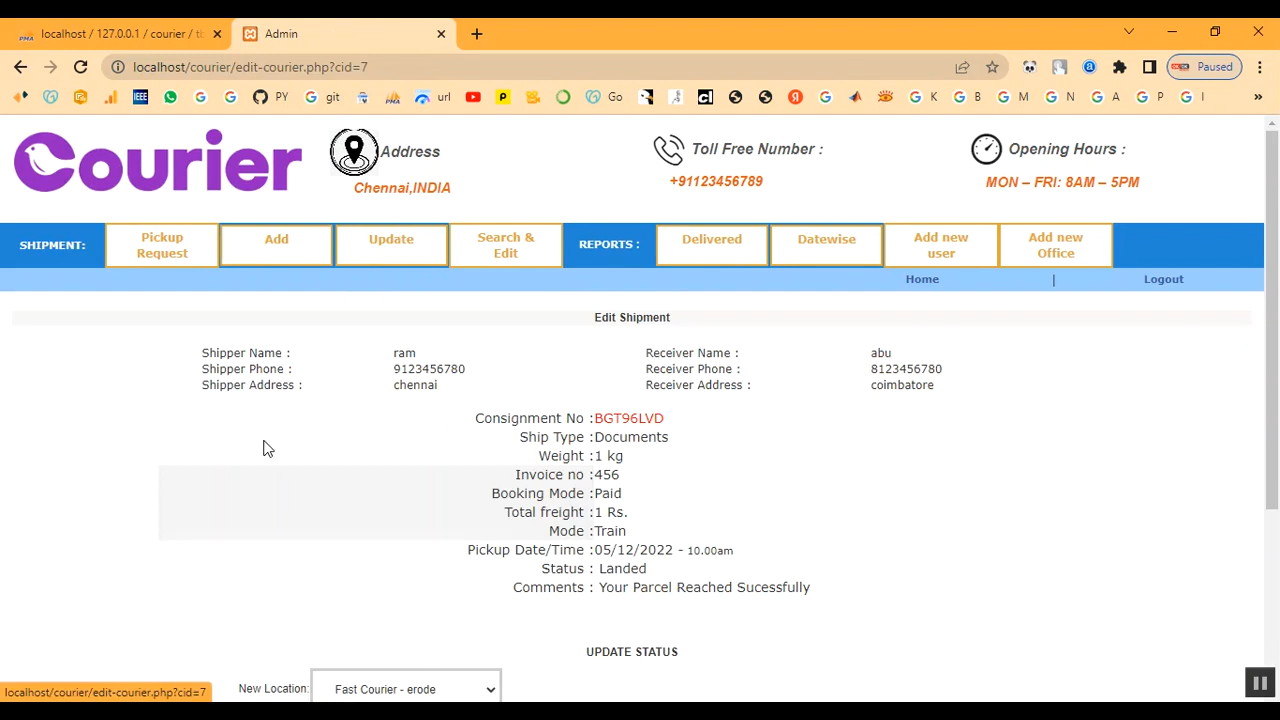 localhost / 127.0.0.1 / courier / tb
Admin
localhost/courier/edit-courier.php?cid=7
Paused
IEEE
PY
git
url
Go
K
B
M
N
A
P
I
»
Courier
Address
Chennai,INDIA
Toll Free Number :
+91123456789
Opening Hours :
MON – FRI: 8AM – 5PM
SHIPMENT:
Pickup Request
Add
Update
Search & Edit
REPORTS :
Delivered
Datewise
Add new user
Add new Office
Home | Logout
Edit Shipment
Shipper Name : ram Receiver Name : abu
Shipper Phone : 9123456780 Receiver Phone : 8123456780
Shipper Address : chennai Receiver Address : coimbatore
Consignment No :BGT96LVD
Ship Type :Documents
Weight :1 kg
Invoice no :456
Booking Mode :Paid
Total freight :1 Rs.
Mode :Train
Pickup Date/Time :05/12/2022 - 10.00am
Status : Landed
Comments : Your Parcel Reached Sucessfully
UPDATE STATUS
New Location: Fast Courier - erode
localhost/courier/edit-courier.php?cid=7